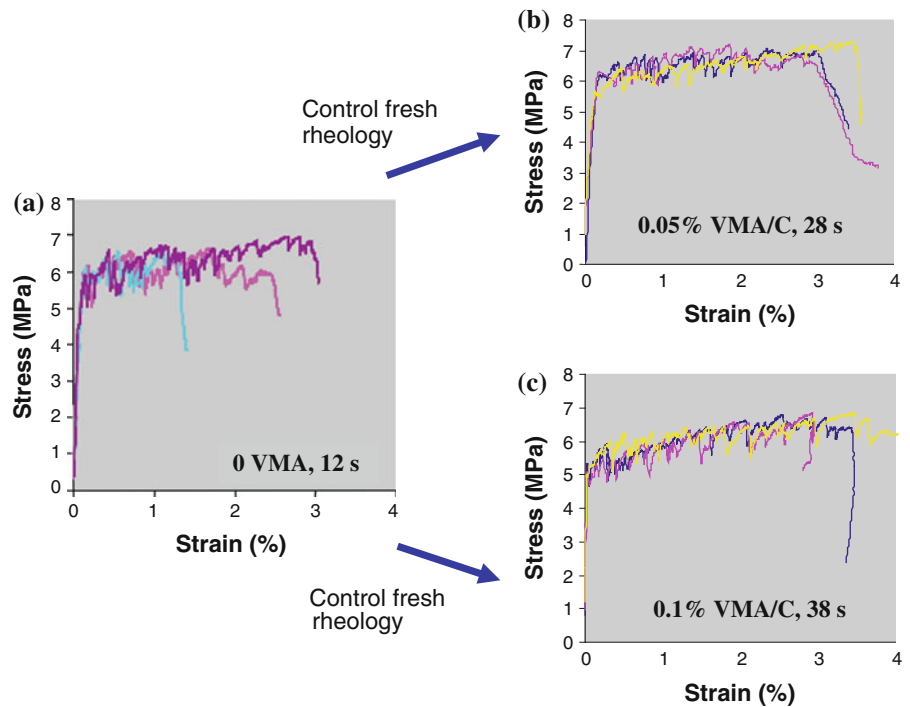 (a)
Stress (MPa)
8
7
6
5
4
3
2
1
0
0 VMA, 12 s
0 1 2 3 4
Strain (%)
Control fresh
rheology
Control fresh
rheology
(b)
Stress (MPa)
8
7
6
5
4
3
2
1
0
0.05% VMA/C, 28 s
0 1 2 3 4
Strain (%)
(c)
Stress (MPa)
8
7
6
5
4
3
2
1
0
0.1% VMA/C, 38 s
0 1 2 3 4
Strain (%)